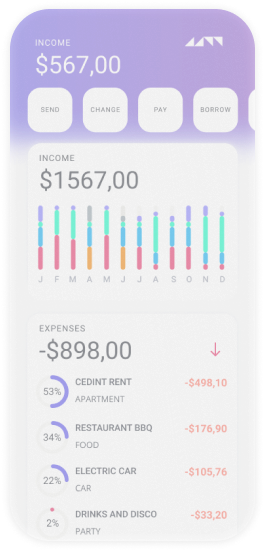 INCOME
$567,00
SEND CHANGE PAY BORROW
INCOME
$1567,00
J F M A M J J A S O N D
EXPENSES
-$898,00
53% CEDINT RENT -$498,10
APARTMENT
34% RESTAURANT BBQ -$176,90
FOOD
22% ELECTRIC CAR -$105,76
CAR
2% DRINKS AND DISCO -$33,20
PARTY